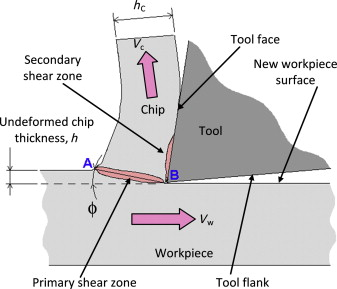 h_c
Tool face
Secondary
shear zone
V_c
New workpiece
surface
Chip
Undeformed chip
thickness, h
Tool
A
B
ϕ
V_w
Workpiece
Primary shear zone
Tool flank